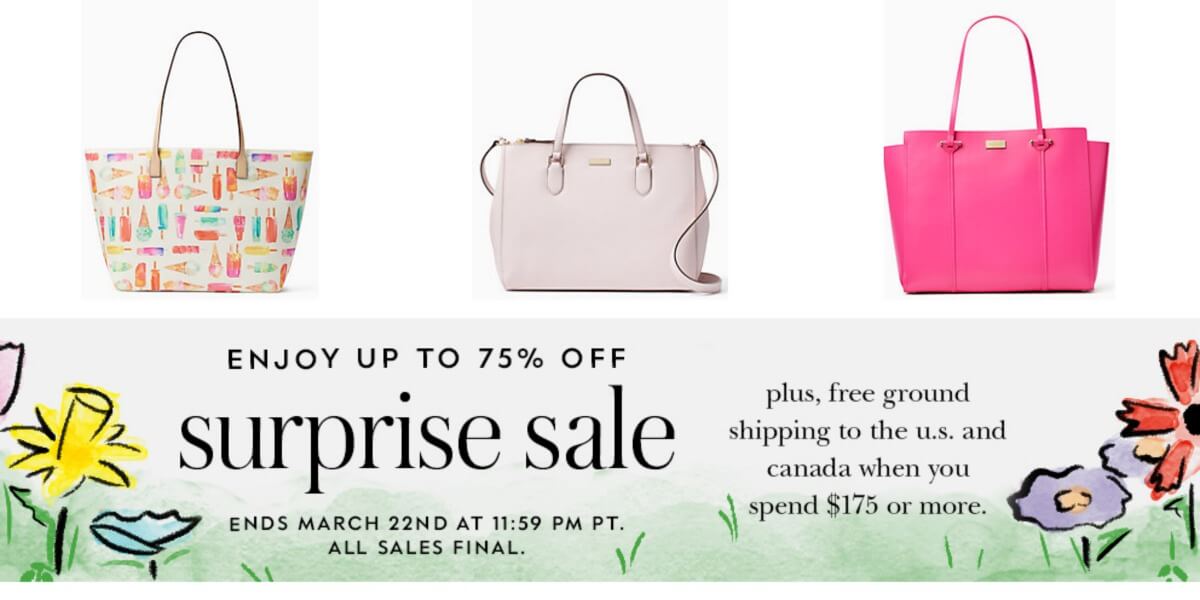 ENJOY UP TO 75% OFF
surprise sale
ENDS MARCH 22ND AT 11:59 PM PT.
ALL SALES FINAL.
plus, free ground
shipping to the u.s. and
canada when you
spend $175 or more.